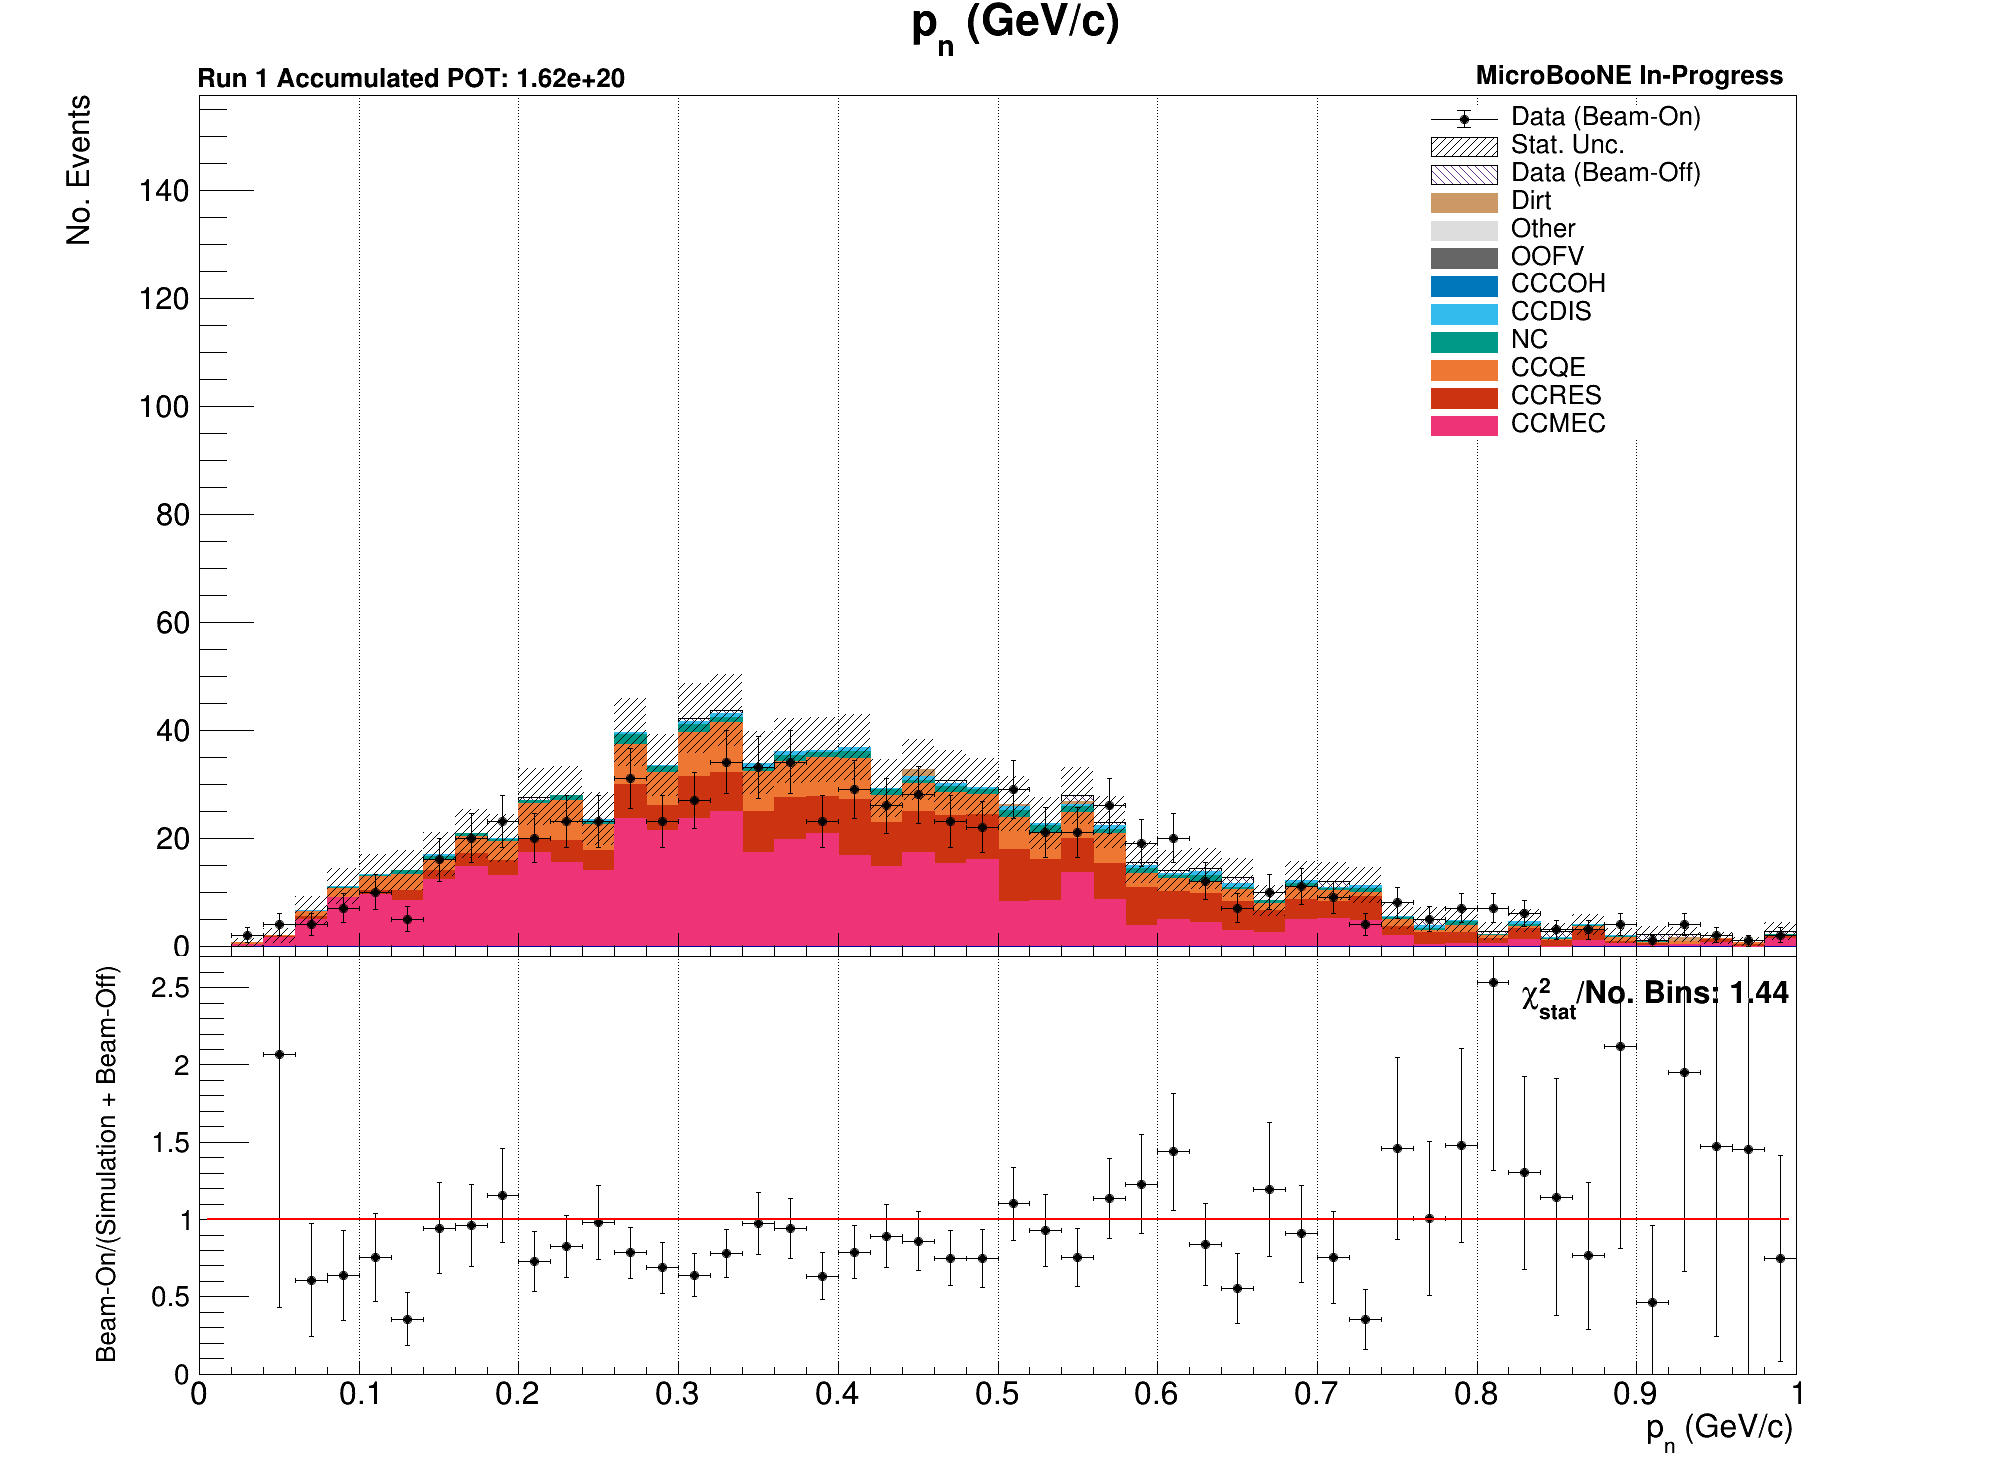 pn (GeV/c)
Run 1 Accumulated POT: 1.62e+20
MicroBooNE In-Progress
No. Events
140
120
100
80
60
40
20
0
Data (Beam-On)
Stat. Unc.
Data (Beam-Off)
Dirt
Other
OOFV
CCCOH
CCDIS
NC
CCQE
CCRES
CCMEC
Beam-On/(Simulation + Beam-Off)
2.5
2
1.5
1
0.5
0
χ²stat/No. Bins: 1.44
0 0.1 0.2 0.3 0.4 0.5 0.6 0.7 0.8 0.9 1
pn (GeV/c)